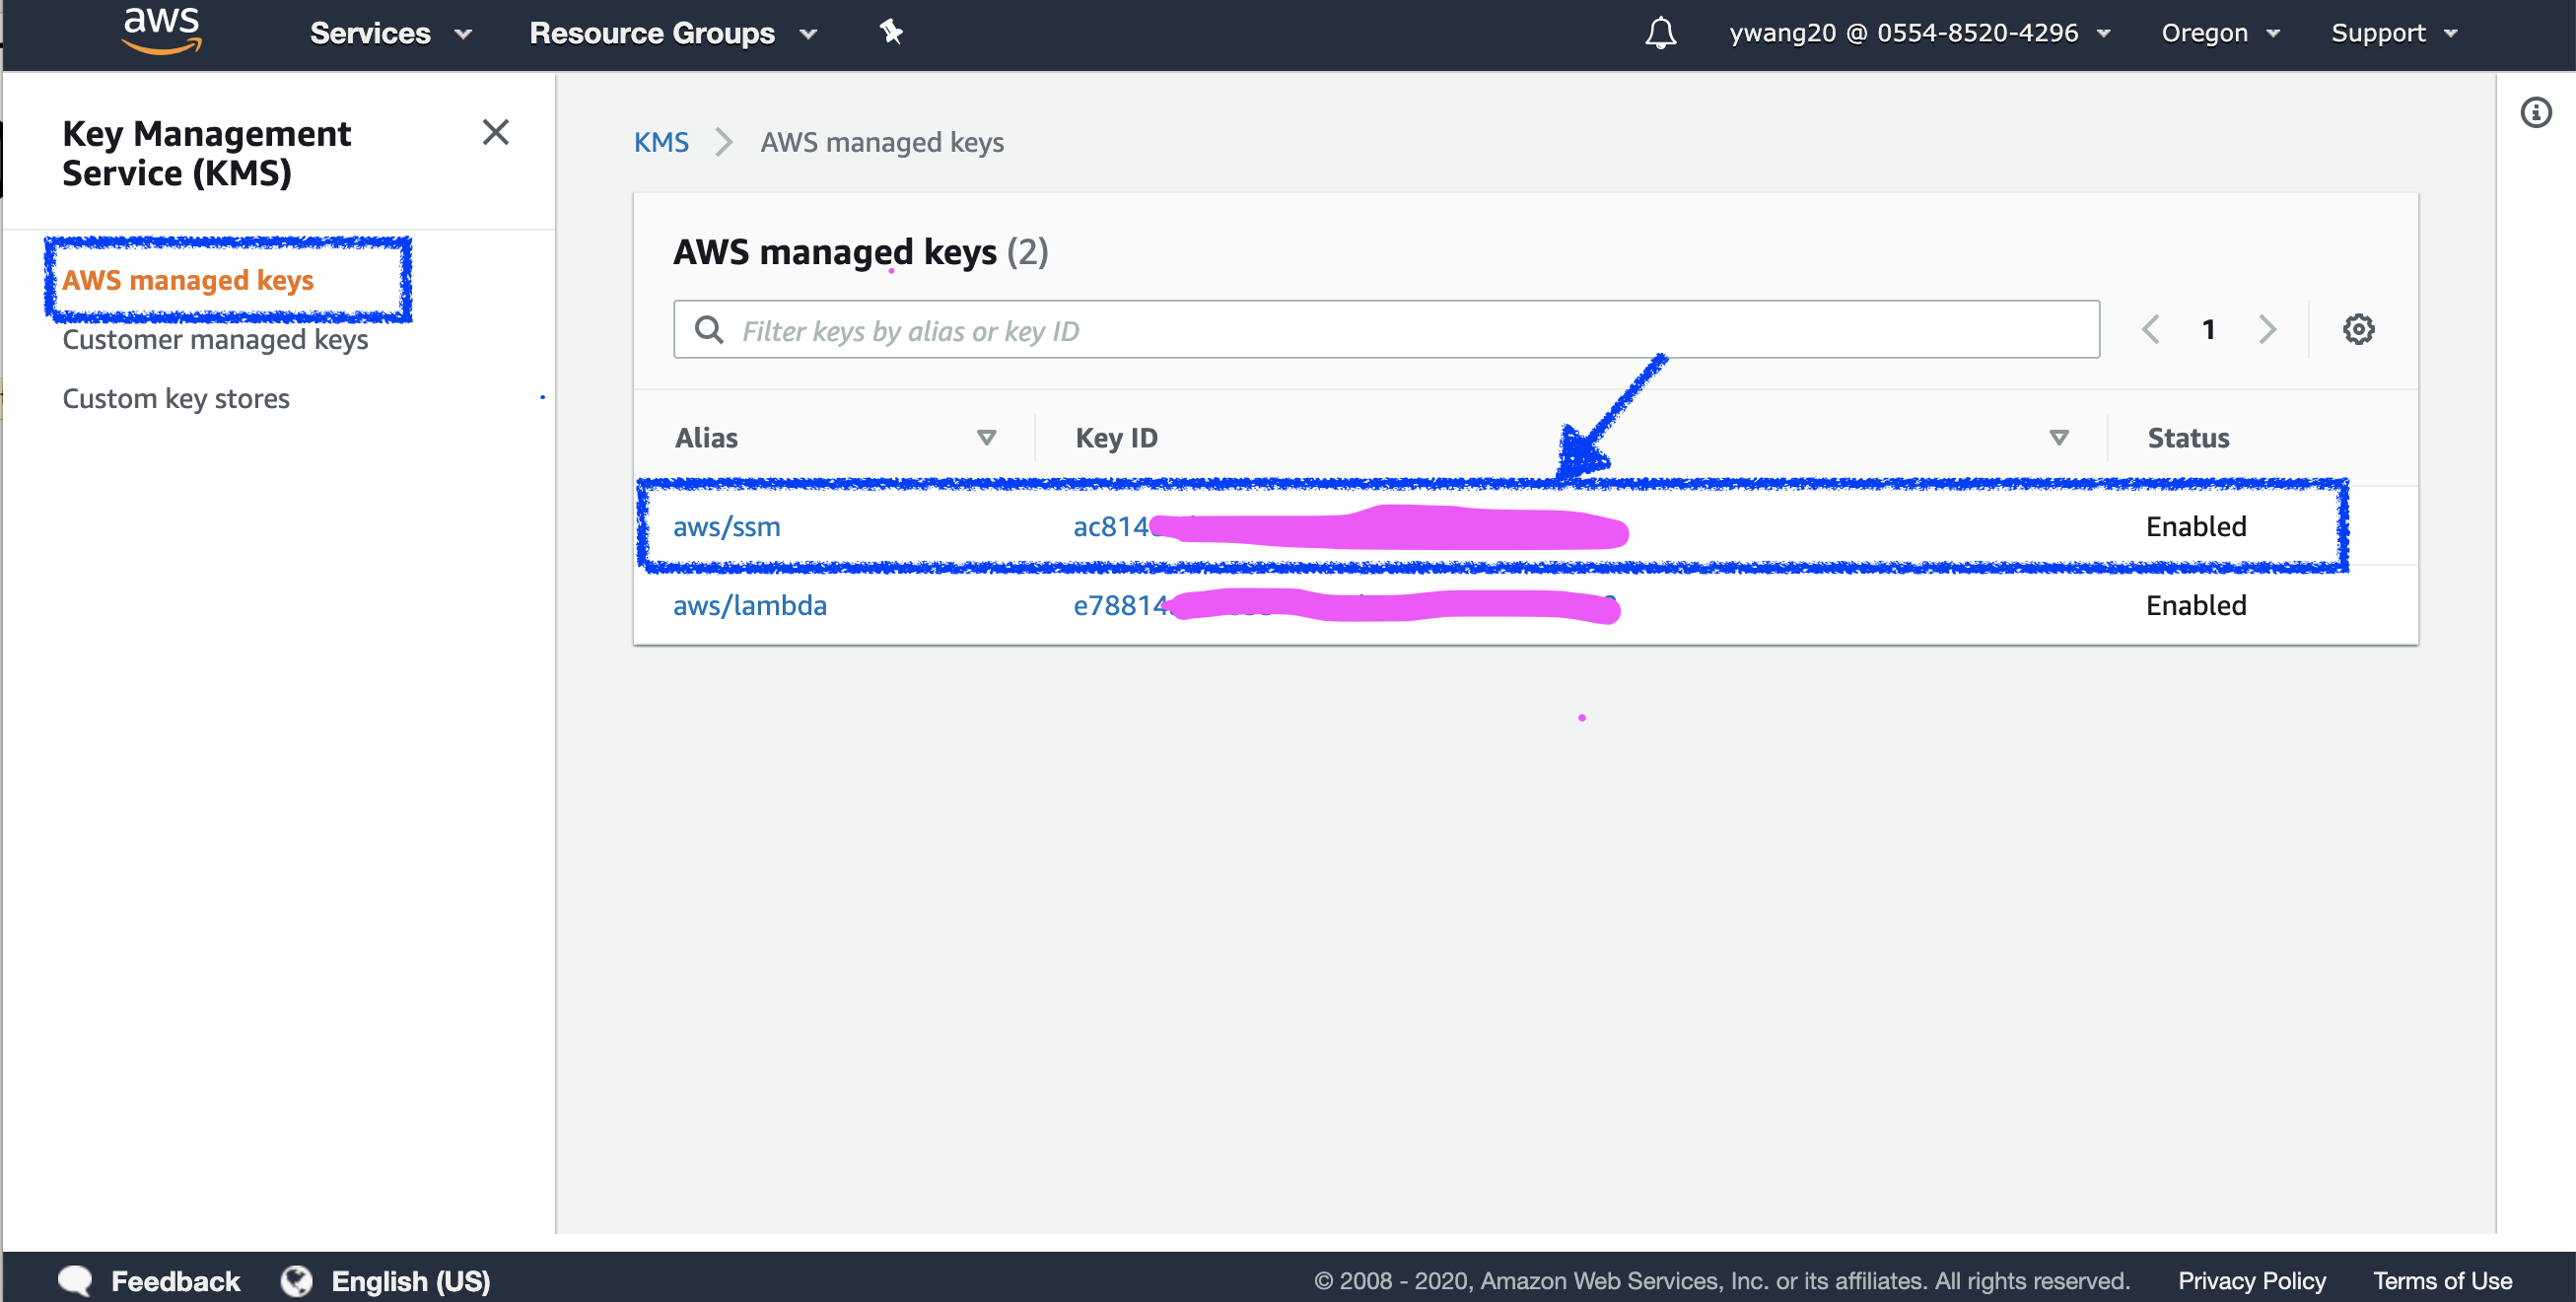 aws Services Resource Groups ywang20 @ 0554-8520-4296 Oregon Support
Key Management
Service (KMS)
AWS managed keys
Customer managed keys
Custom key stores
KMS AWS managed keys
AWS managed keys (2)
Filter keys by alias or key ID 1
Alias Key ID Status
aws/ssm ac814 Enabled
aws/lambda e78814 Enabled
Feedback English (US) © 2008 - 2020, Amazon Web Services, Inc. or its affiliates. All rights reserved. Privacy Policy Terms of Use